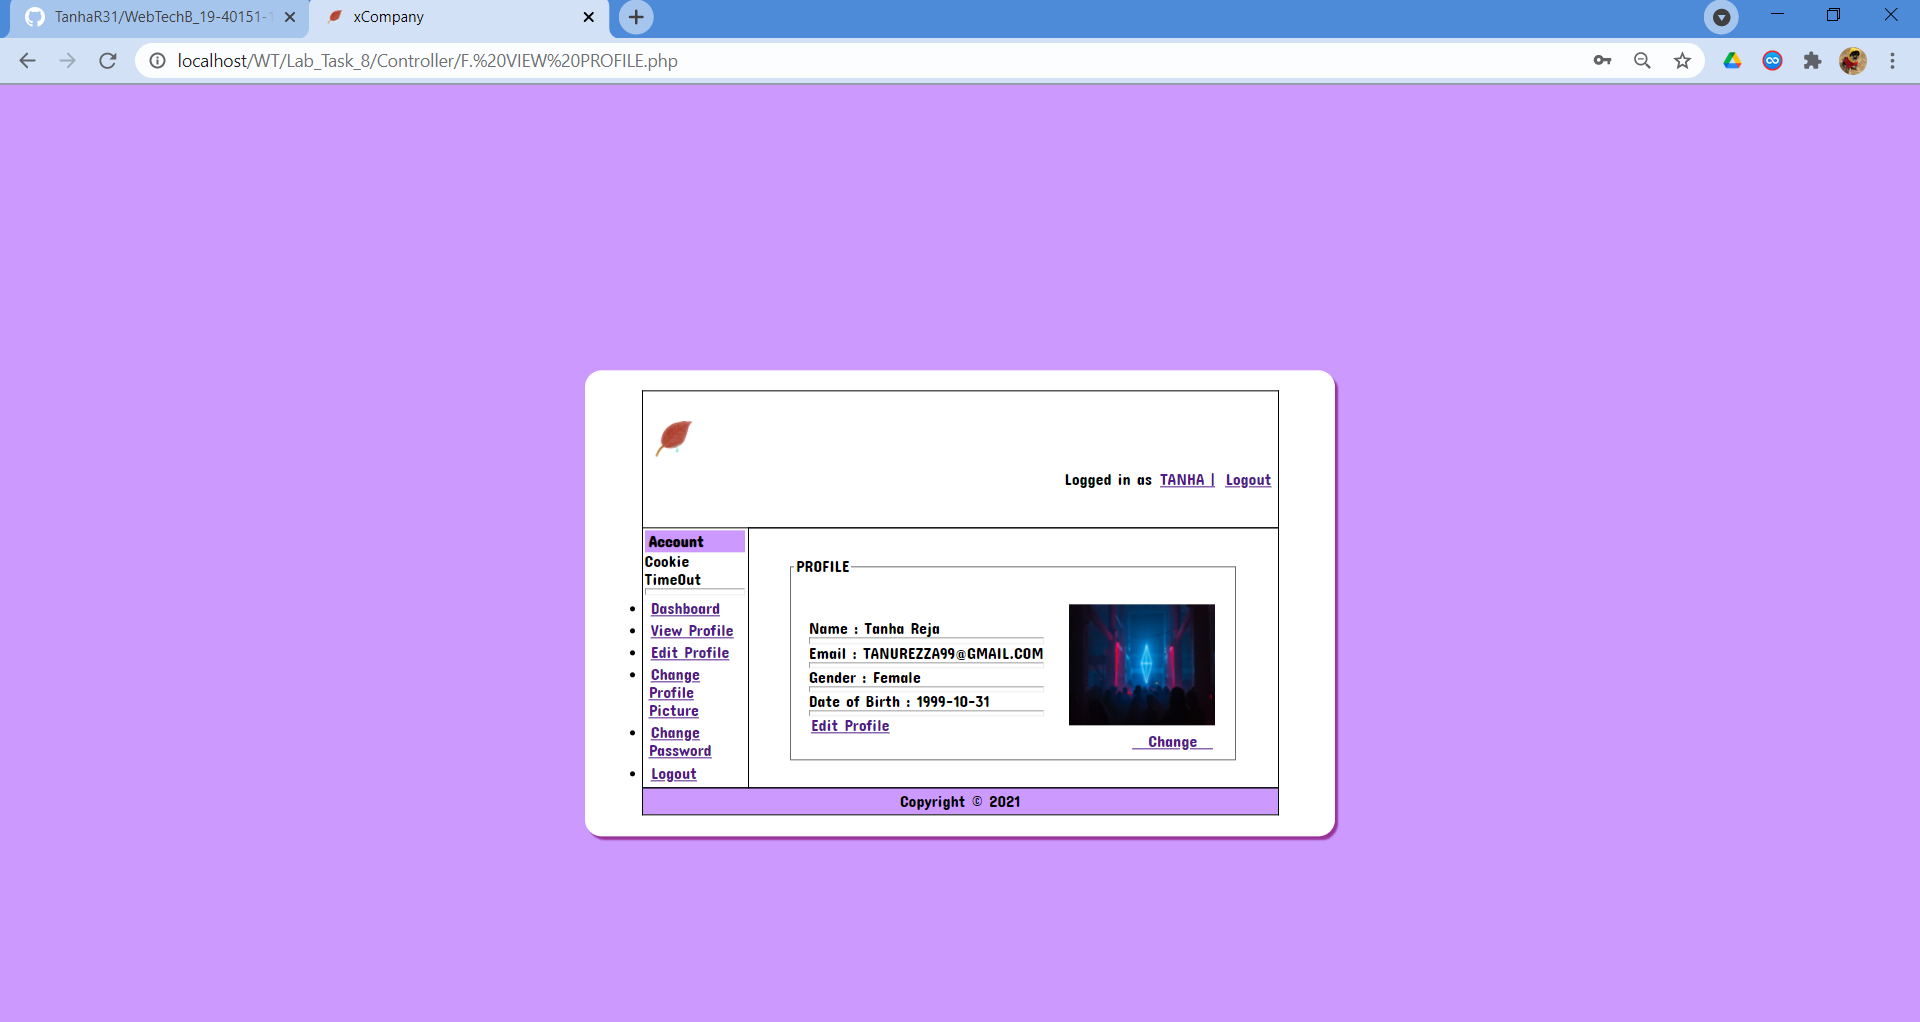 TanhaR31/WebTechB_19-40151-1
xCompany
localhost/WT/Lab_Task_8/Controller/F.%20VIEW%20PROFILE.php
Logged in as TANHA | Logout
Account
Cookie
TimeOut
Dashboard
View Profile
Edit Profile
Change
Profile
Picture
Change
Password
Logout
PROFILE
Name : Tanha Reja
Email : TANUREZZA99@GMAIL.COM
Gender : Female
Date of Birth : 1999-10-31
Edit Profile
Change
Copyright © 2021